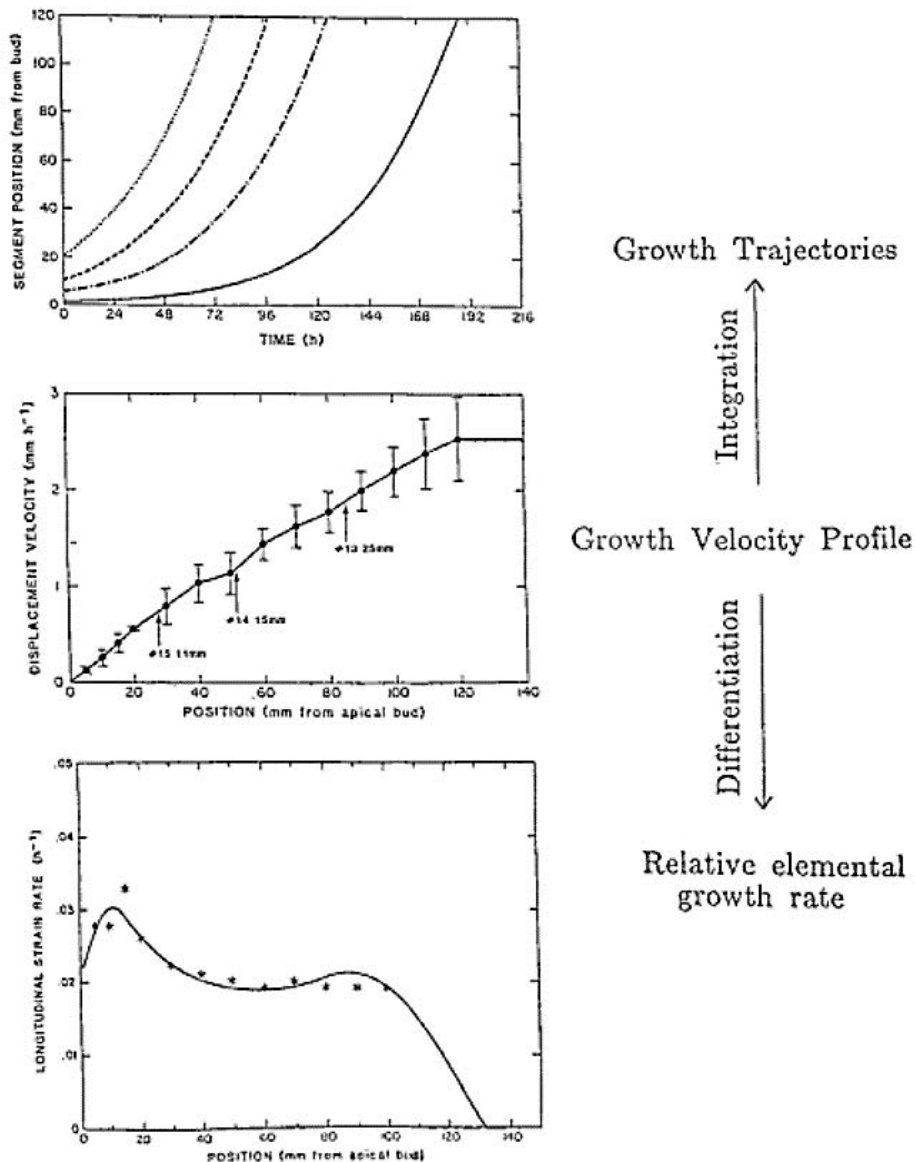 120
100
80
60
40
20
0
SEGMENT POSITION (mm from bud)
0 24 48 72 96 120 144 168 192 216
TIME (h)
3
2
1
0
DISPLACEMENT VELOCITY (mm h⁻¹)
#15 11mm
#14 15mm
#13 25mm
0 20 40 60 80 100 120 140
POSITION (mm from apical bud)
.05
.04
.03
.02
.01
0
LONGITUDINAL STRAIN RATE (h⁻¹)
0 20 40 60 80 100 120 140
POSITION (mm from apical bud)
Growth Trajectories
Integration
Growth Velocity Profile
Differentiation
Relative elemental
growth rate